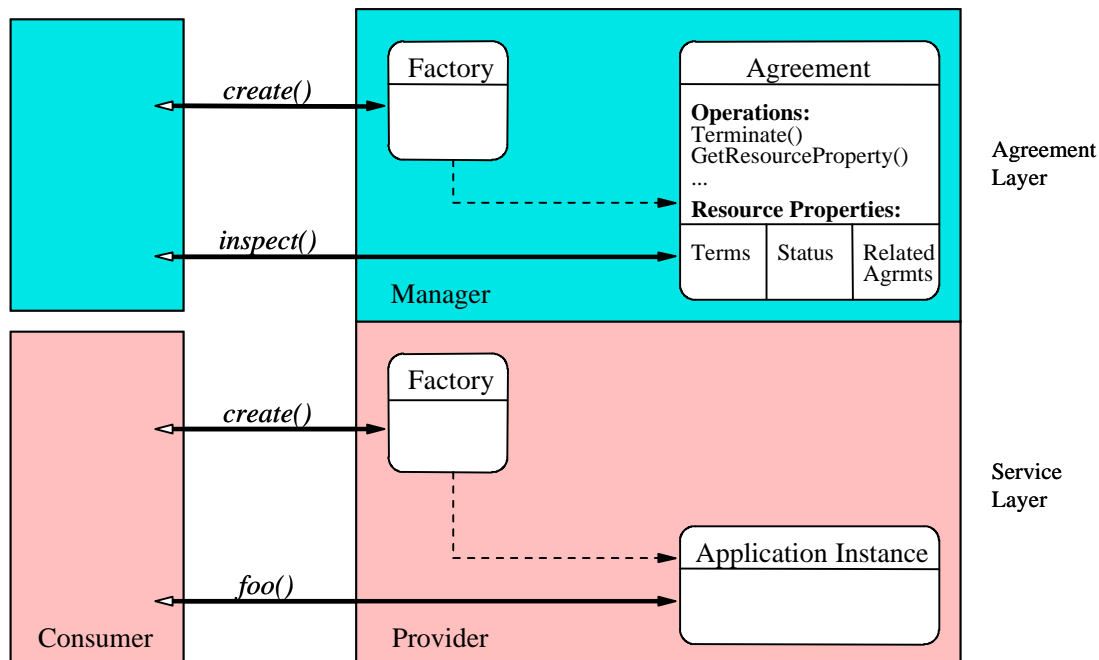 Factory
Agreement
create()
Operations:
Terminate()
GetResourceProperty()
...
Resource Properties:
Agreement
Layer
inspect()
Terms
Status
Related
Agrmts
Manager
Factory
create()
Service
Layer
Application Instance
foo()
Consumer
Provider